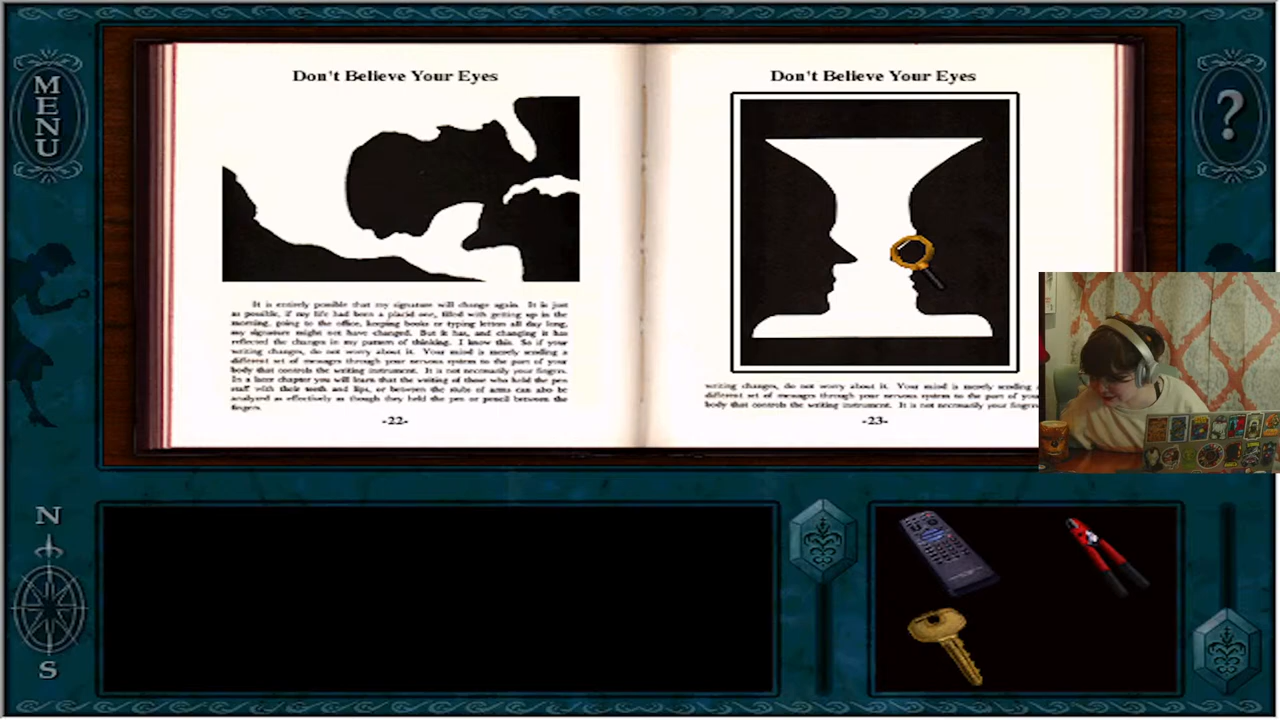 MENU
?
Don't Believe Your Eyes
It is entirely possible that my signature will change again. It is just
as possible, if my life had been a placid one, filled with getting up in the
morning, going to the office, keeping books or typing letters all day long,
my signature might not have changed. But it has, and changing it has
reflected the changes in my pattern of thinking. I know this. So if your
writing changes, do not worry about it. Your mind is merely sending a
different set of messages through your nervous system to the part of your
body that controls the writing instrument. It is not necessarily your fingers.
In a later chapter you will learn that the writing of those who hold the pen
staff with their teeth and lips, or between the stubs of arms can also be
analyzed as effectively as though they held the pen or pencil between the
fingers.
-22-
Don't Believe Your Eyes
writing changes, do not worry about it. Your mind is merely sending
different set of messages through your nervous system to the part of your
body that controls the writing instrument. It is not necessarily your fingers
-23-
N
S